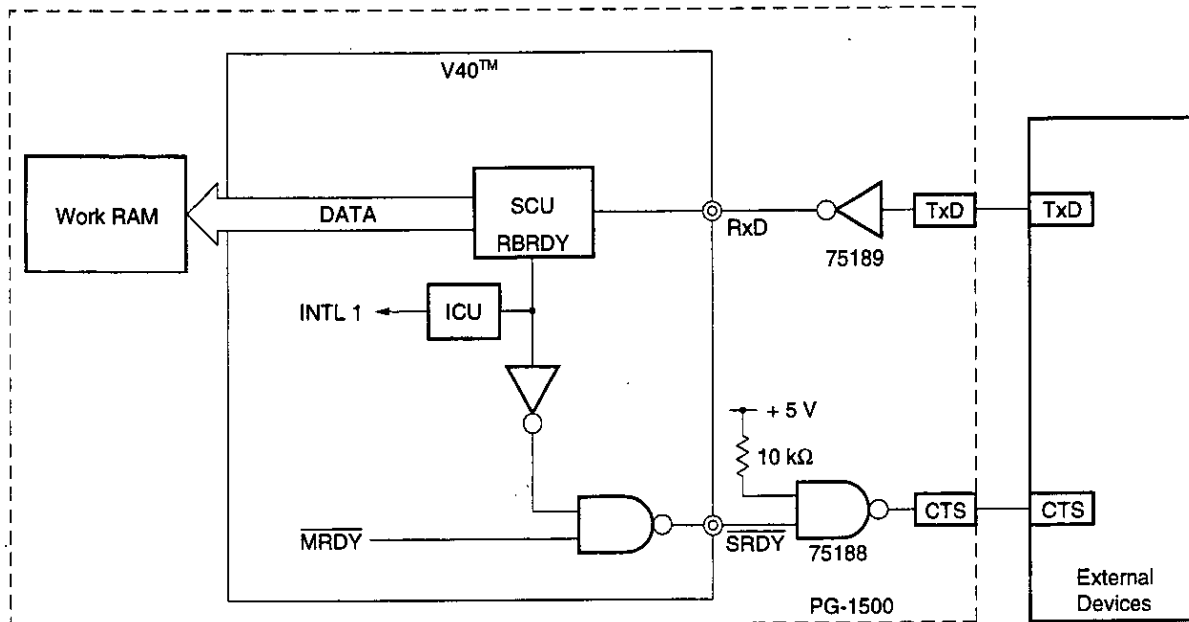 V40™
Work RAM
DATA
SCU
RBRDY
RxD
75189
TxD
TxD
INTL 1
ICU
+ 5 V
10 kΩ
MRDY
SRDY
75188
CTS
CTS
PG-1500
External
Devices